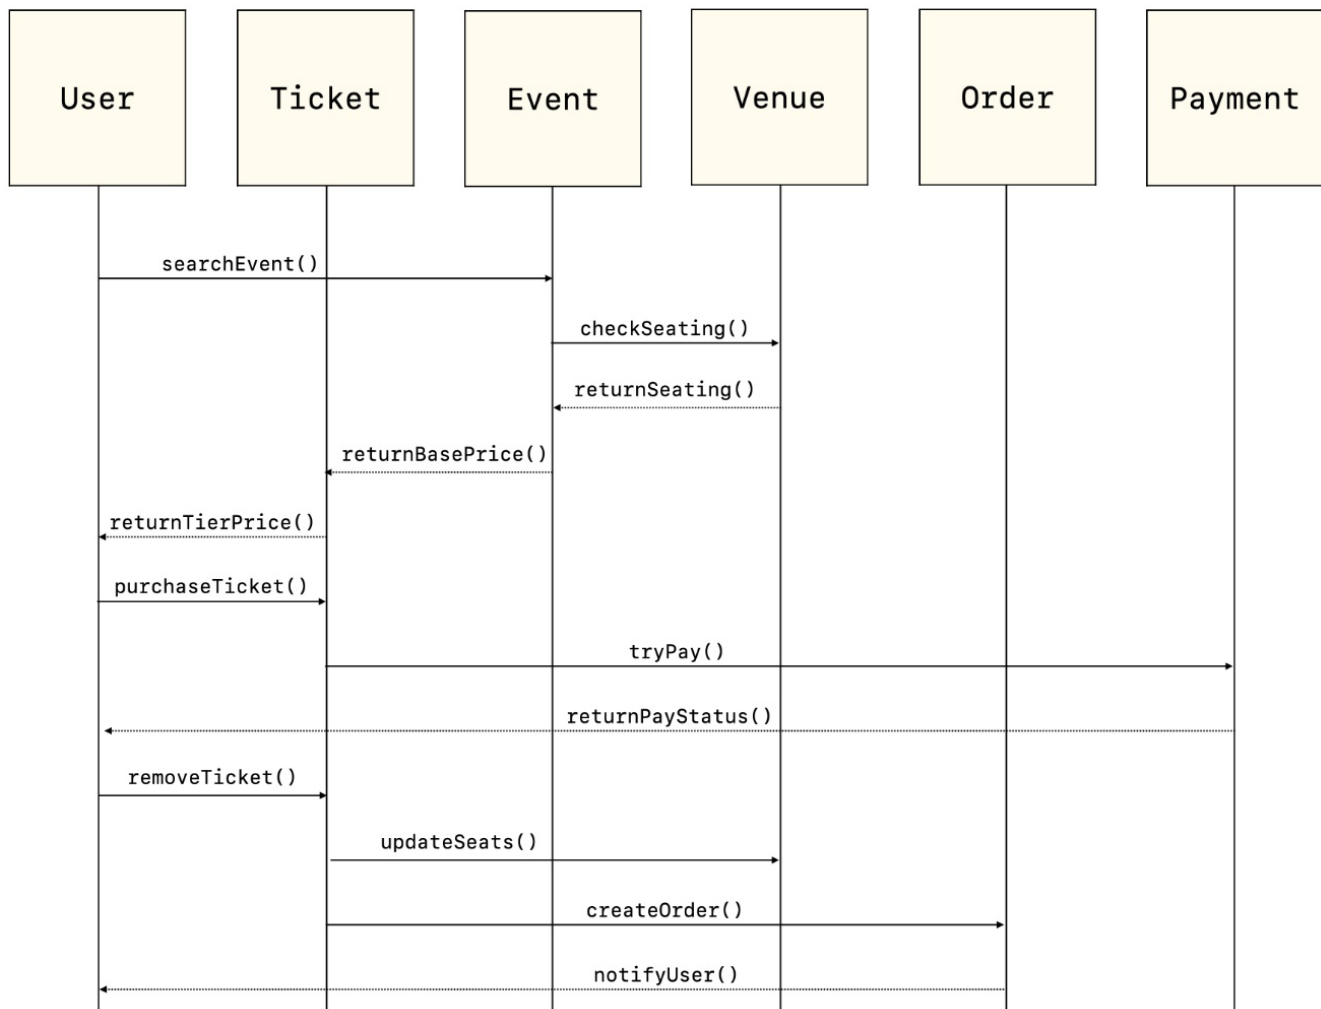 User
Ticket
Event
Venue
Order
Payment
searchEvent()
checkSeating()
returnSeating()
returnBasePrice()
returnTierPrice()
purchaseTicket()
tryPay()
returnPayStatus()
removeTicket()
updateSeats()
createOrder()
notifyUser()